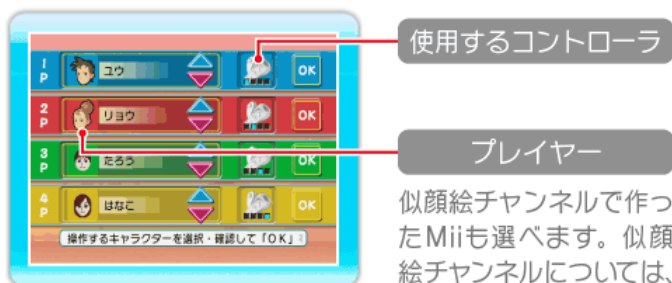 使用するコントローラ
1P ユウ OK
2P リョウ OK
プレイヤー
3P たろう OK
4P はなこ OK
操作するキャラクターを選択・確認して「OK」
似顔絵チャンネルで作っ
たMiiも選べます。似顔
絵チャンネルについては、